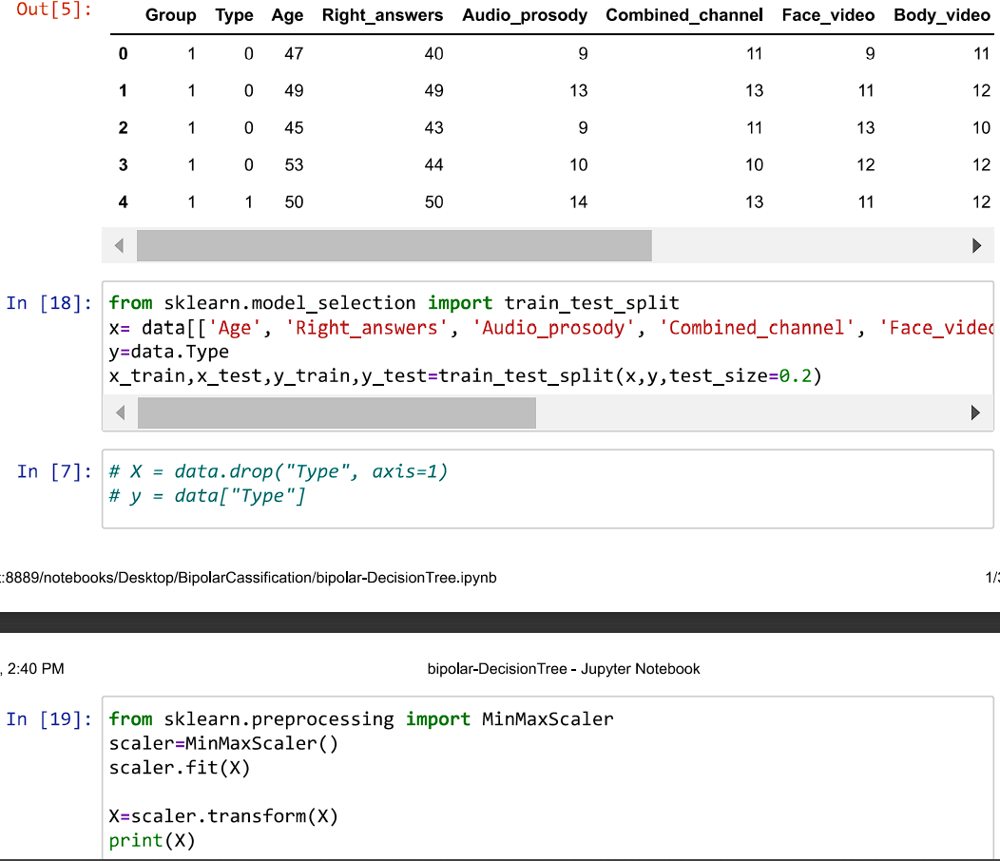 Out[5]:
Group Type Age Right_answers Audio_prosody Combined_channel Face_video Body_video
0 1 0 47 40 9 11 9 11
1 1 0 49 49 13 13 11 12
2 1 0 45 43 9 11 13 10
3 1 0 53 44 10 10 12 12
4 1 1 50 50 14 13 11 12
In [18]: from sklearn.model_selection import train_test_split
x= data[['Age', 'Right_answers', 'Audio_prosody', 'Combined_channel', 'Face_video
y=data.Type
x_train,x_test,y_train,y_test=train_test_split(x,y,test_size=0.2)
In [7]: # X = data.drop("Type", axis=1)
# y = data["Type"]
t:8889/notebooks/Desktop/BipolarCassification/bipolar-DecisionTree.ipynb 1/3
, 2:40 PM bipolar-DecisionTree - Jupyter Notebook
In [19]: from sklearn.preprocessing import MinMaxScaler
scaler=MinMaxScaler()
scaler.fit(X)
X=scaler.transform(X)
print(X)